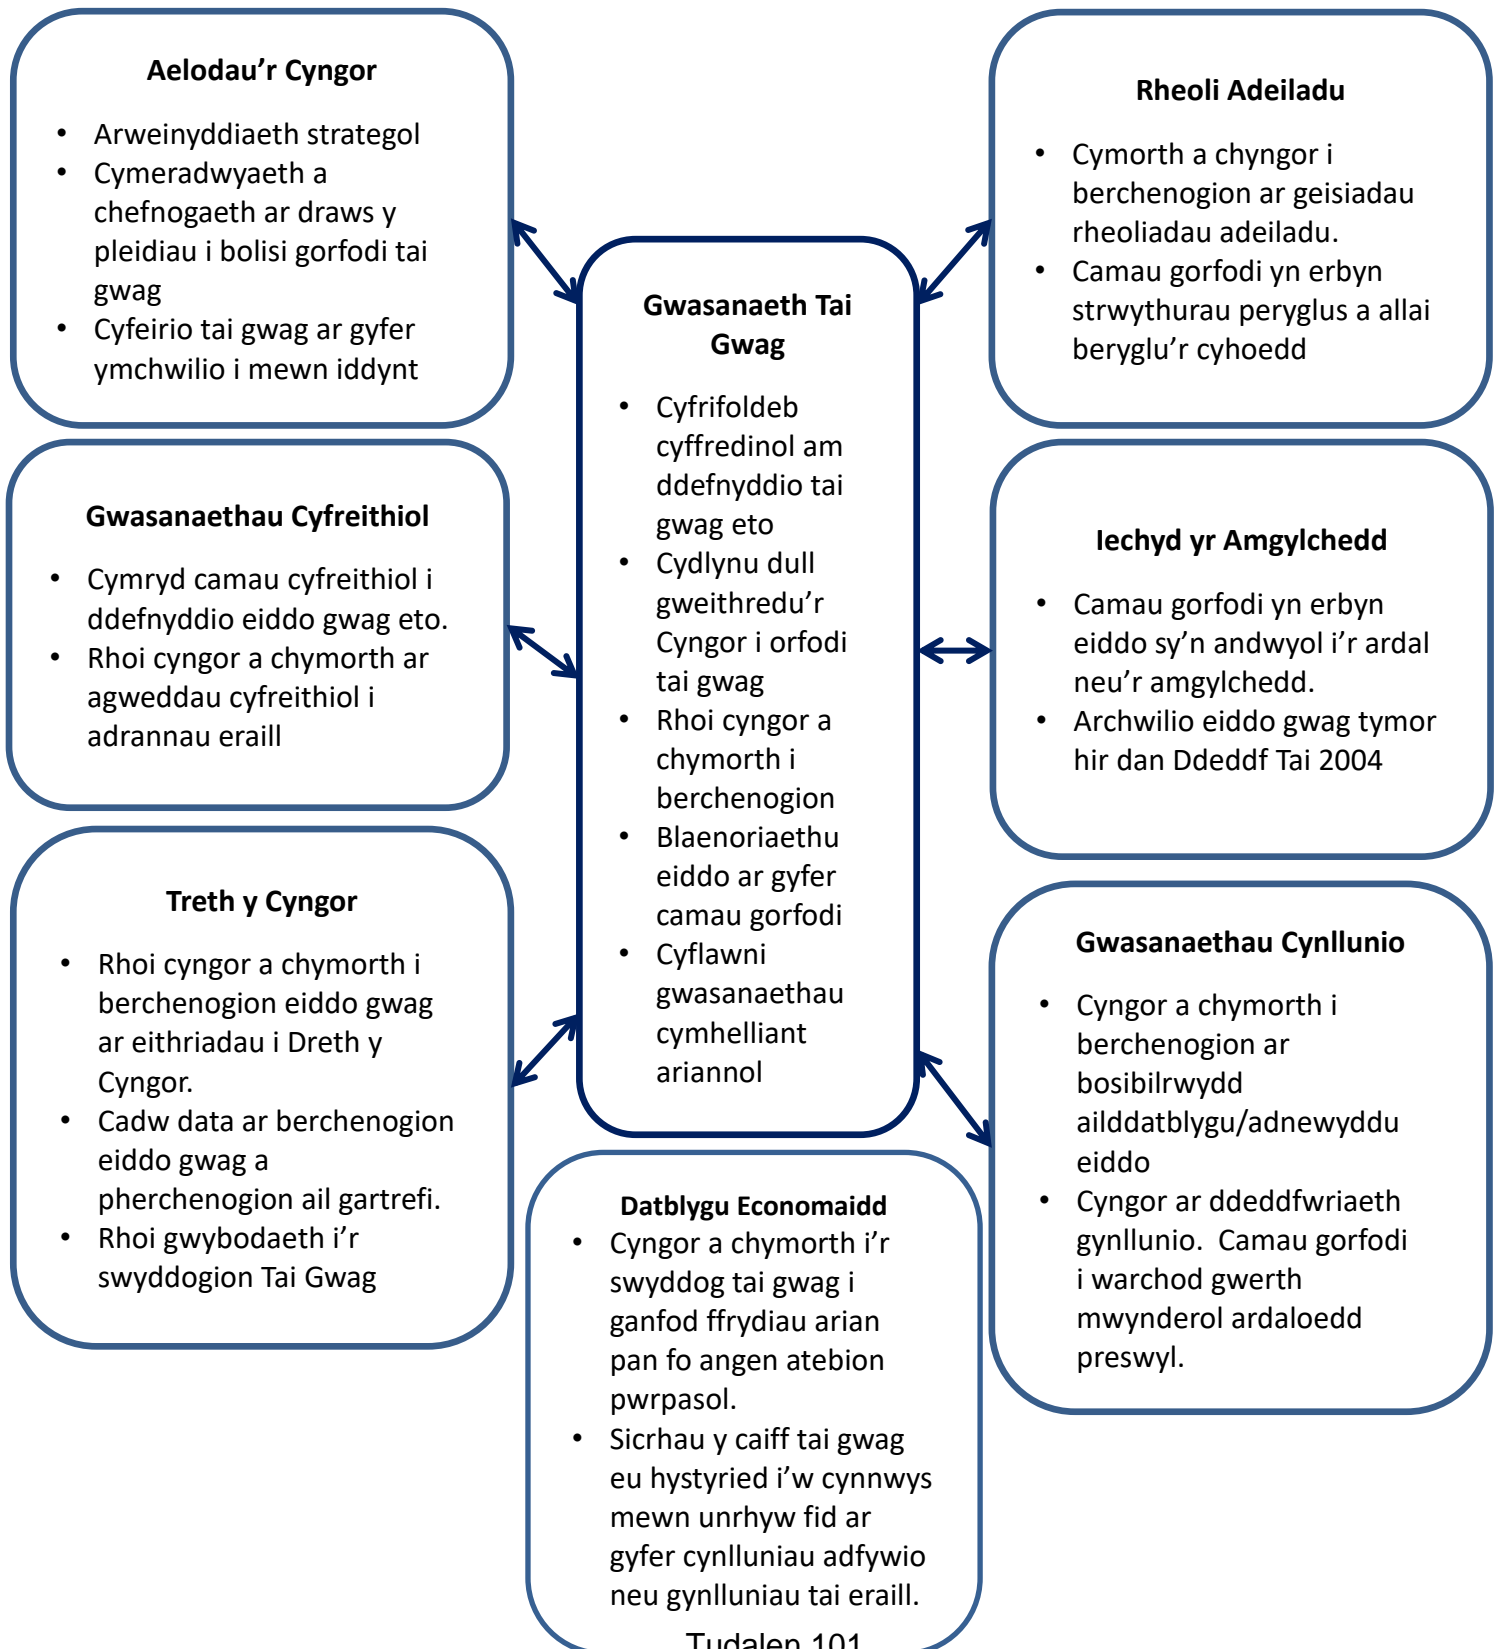 Aelodau’r Cyngor
• Arweinyddiaeth strategol
• Cymeradwyaeth a
chefnogaeth ar draws y
pleidiau i bolisi gorfodi tai
gwag
• Cyfeirio tai gwag ar gyfer
ymchwilio i mewn iddynt
Gwasanaethau Cyfreithiol
• Cymryd camau cyfreithiol i
ddefnyddio eiddo gwag eto.
• Rhoi cyngor a chymorth ar
agweddau cyfreithiol i
adrannau eraill
Treth y Cyngor
• Rhoi cyngor a chymorth i
berchenogion eiddo gwag
ar eithriadau i Dreth y
Cyngor.
• Cadw data ar berchenogion
eiddo gwag a
pherchenogion ail gartrefi.
• Rhoi gwybodaeth i’r
swyddogion Tai Gwag
Gwasanaeth Tai
Gwag
• Cyfrifoldeb
cyffredinol am
ddefnyddio tai
gwag eto
• Cydlynu dull
gweithredu’r
Cyngor i orfodi
tai gwag
• Rhoi cyngor a
chymorth i
berchenogion
• Blaenoriaethu
eiddo ar gyfer
camau gorfodi
• Cyflawni
gwasanaethau
cymhelliant
ariannol
Datblygu Economaidd
• Cyngor a chymorth i’r
swyddog tai gwag i
ganfod ffrydiau arian
pan fo angen atebion
pwrpasol.
• Sicrhau y caiff tai gwag
eu hystyried i’w cynnwys
mewn unrhyw fid ar
gyfer cynlluniau adfywio
neu gynlluniau tai eraill.
Rheoli Adeiladu
• Cymorth a chyngor i
berchenogion ar geisiadau
rheoliadau adeiladu.
• Camau gorfodi yn erbyn
strwythurau peryglus a allai
beryglu’r cyhoedd
Iechyd yr Amgylchedd
• Camau gorfodi yn erbyn
eiddo sy’n andwyol i’r ardal
neu’r amgylchedd.
• Archwilio eiddo gwag tymor
hir dan Ddeddf Tai 2004
Gwasanaethau Cynllunio
• Cyngor a chymorth i
berchenogion ar
bosibilrwydd
ailddatblygu/adnewyddu
eiddo
• Cyngor ar ddeddfwriaeth
gynllunio.  Camau gorfodi
i warchod gwerth
mwynderol ardaloedd
preswyl.
Tudalen 101